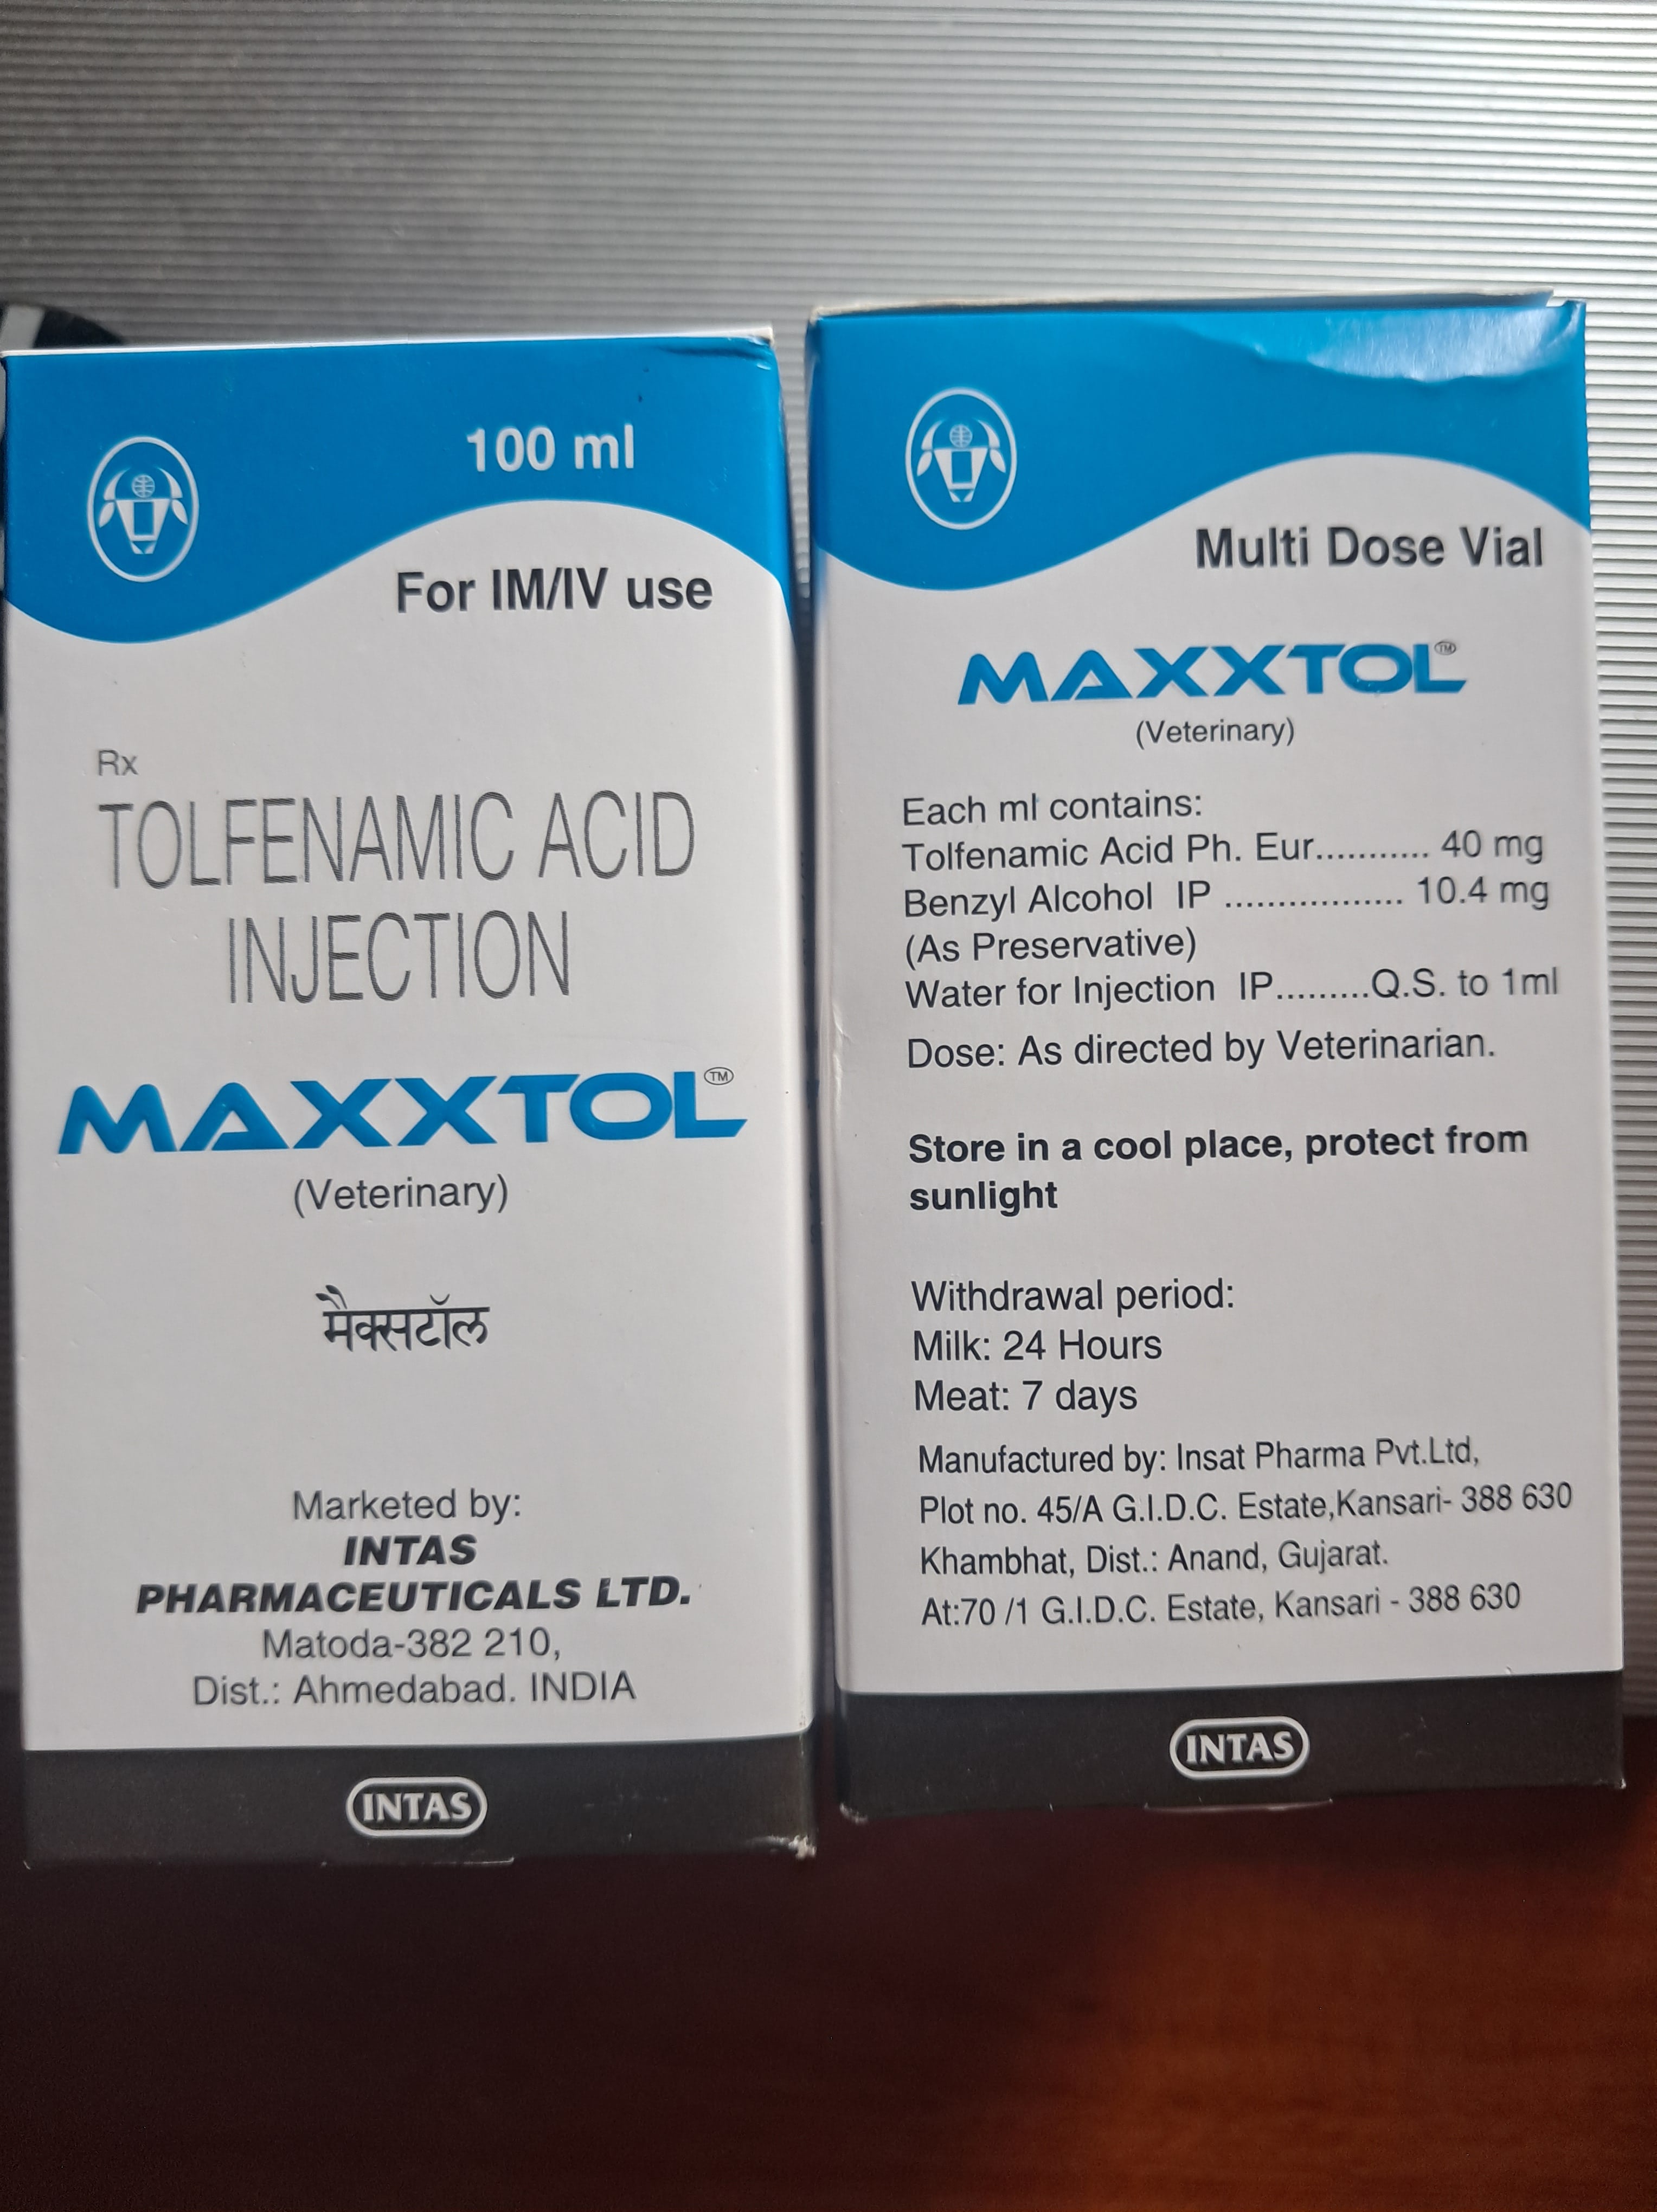 100 ml
For IM/IV use
Rx
TOLFENAMIC ACID
INJECTION
MAXXTOL™
(Veterinary)
मैक्सटॉल
Marketed by:
INTAS
PHARMACEUTICALS LTD.
Matoda-382 210,
Dist.: Ahmedabad. INDIA
INTAS
Multi Dose Vial
MAXXTOL™
(Veterinary)
Each ml contains:
Tolfenamic Acid Ph. Eur........... 40 mg
Benzyl Alcohol IP ................. 10.4 mg
(As Preservative)
Water for Injection IP.........Q.S. to 1ml
Dose: As directed by Veterinarian.
Store in a cool place, protect from
sunlight
Withdrawal period:
Milk: 24 Hours
Meat: 7 days
Manufactured by: Insat Pharma Pvt.Ltd,
Plot no. 45/A G.I.D.C. Estate,Kansari- 388 630
Khambhat, Dist.: Anand, Gujarat.
At:70 /1 G.I.D.C. Estate, Kansari - 388 630
INTAS